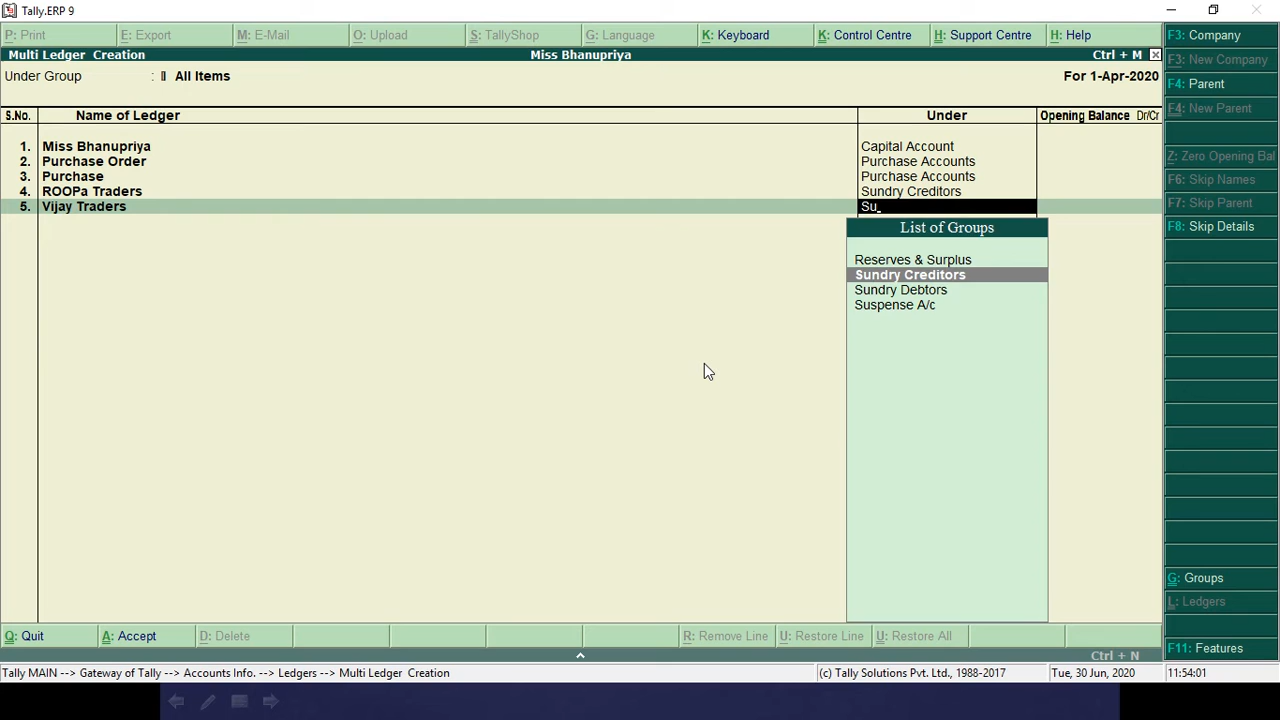 Tally.ERP 9
P: Print E: Export M: E-Mail O: Upload S: TallyShop G: Language K: Keyboard K: Control Centre H: Support Centre H: Help
F3: Company
Multi Ledger Creation Miss Bhanupriya Ctrl + M
F3: New Company
Under Group : All Items For 1-Apr-2020
F4: Parent
F4: New Parent
S.No. Name of Ledger Under Opening Balance Dr/Cr
1. Miss Bhanupriya Capital Account
2. Purchase Order Purchase Accounts
3. Purchase Purchase Accounts
4. ROOPa Traders Sundry Creditors
5. Vijay Traders Su_
Z: Zero Opening Bal
F6: Skip Names
F7: Skip Parent
F8: Skip Details
List of Groups
Reserves & Surplus
Sundry Creditors
Sundry Debtors
Suspense A/c
G: Groups
L: Ledgers
Q: Quit A: Accept D: Delete R: Remove Line U: Restore Line U: Restore All
F11: Features
Ctrl + N
Tally MAIN --> Gateway of Tally --> Accounts Info. --> Ledgers --> Multi Ledger Creation (c) Tally Solutions Pvt. Ltd., 1988-2017 Tue, 30 Jun, 2020 11:54:01